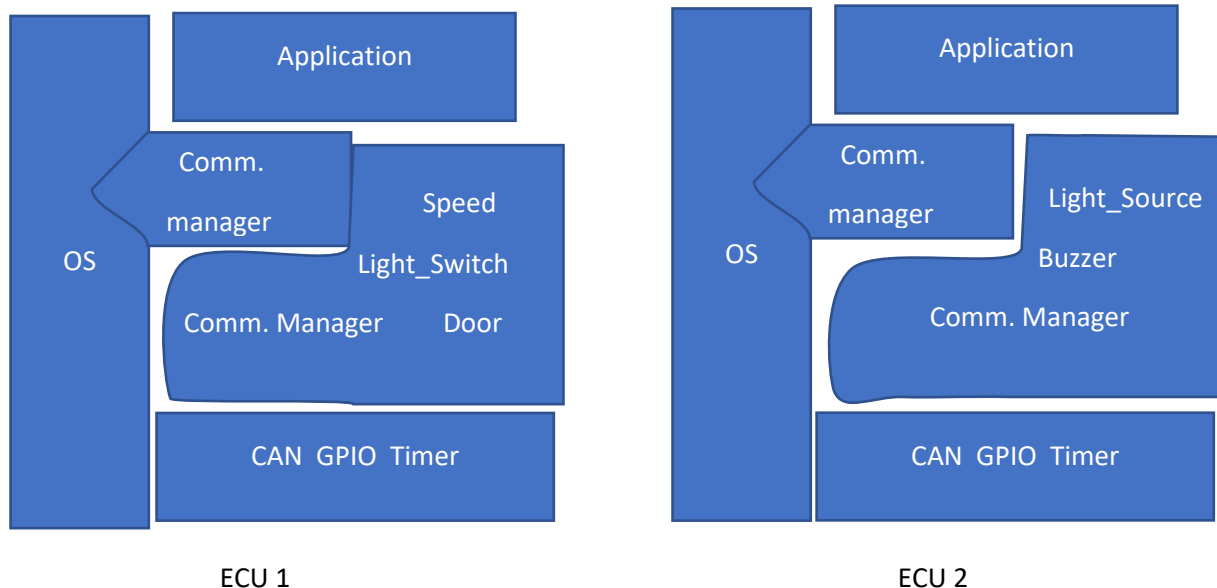 Application
Comm.
manager
Speed
OS
Light_Switch
Comm. Manager Door
CAN GPIO Timer
ECU 1
Application
Comm.
manager
Light_Source
OS
Buzzer
Comm. Manager
CAN GPIO Timer
ECU 2